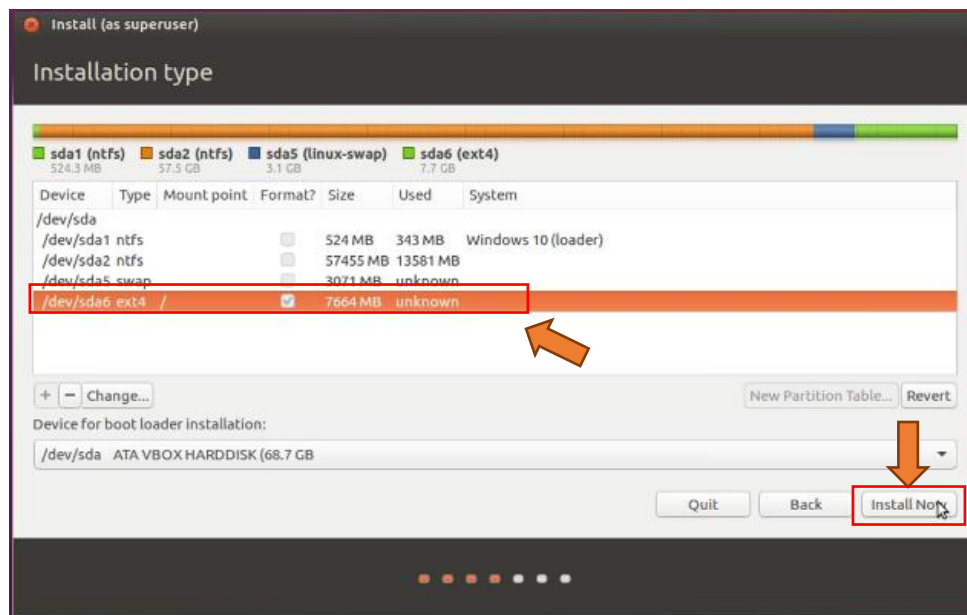 Install (as superuser)
Installation type
sda1 (ntfs) sda2 (ntfs) sda5 (linux-swap) sda6 (ext4)
524.3 MB 57.5 GB 3.1 GB 7.7 GB
Device Type Mount point Format? Size Used System
/dev/sda
/dev/sda1 ntfs 524 MB 343 MB Windows 10 (loader)
/dev/sda2 ntfs 57455 MB 13581 MB
/dev/sda5 swap 3071 MB unknown
/dev/sda6 ext4 / 7664 MB unknown
+ − Change... New Partition Table... Revert
Device for boot loader installation:
/dev/sda ATA VBOX HARDDISK (68.7 GB
Quit Back Install Now